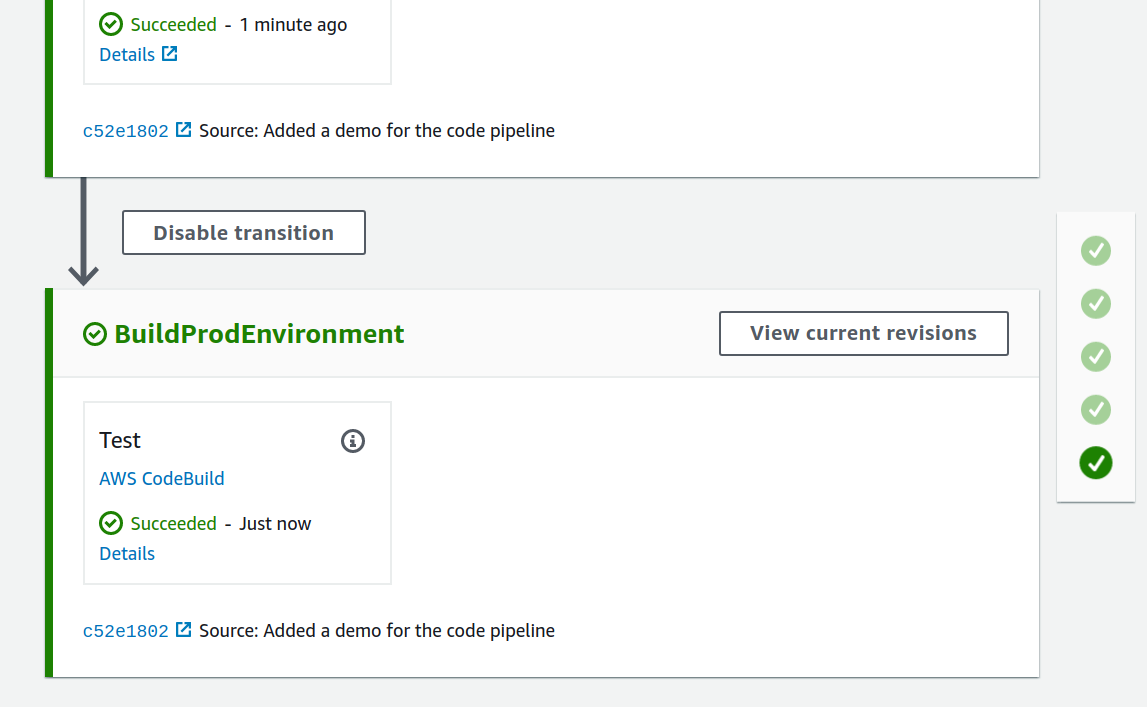 Succeeded - 1 minute ago
Details
c52e1802 Source: Added a demo for the code pipeline
Disable transition
BuildProdEnvironment
View current revisions
Test
AWS CodeBuild
Succeeded - Just now
Details
c52e1802 Source: Added a demo for the code pipeline